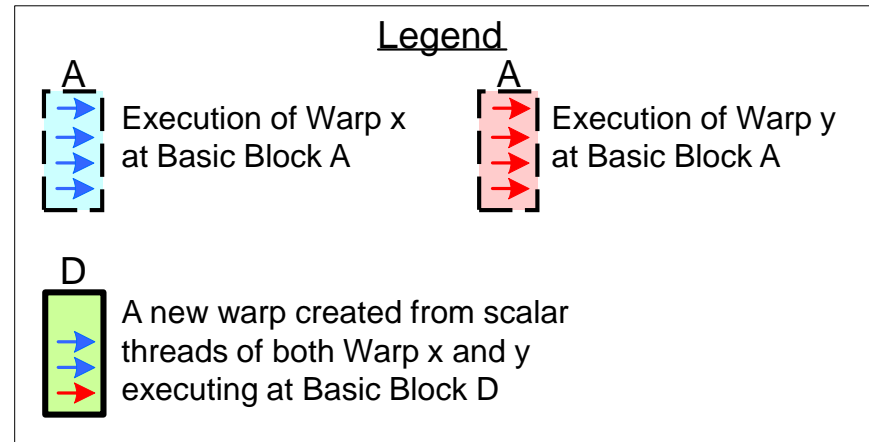 Legend
A
Execution of Warp x
at Basic Block A
A
Execution of Warp y
at Basic Block A
D
A new warp created from scalar
threads of both Warp x and y
executing at Basic Block D